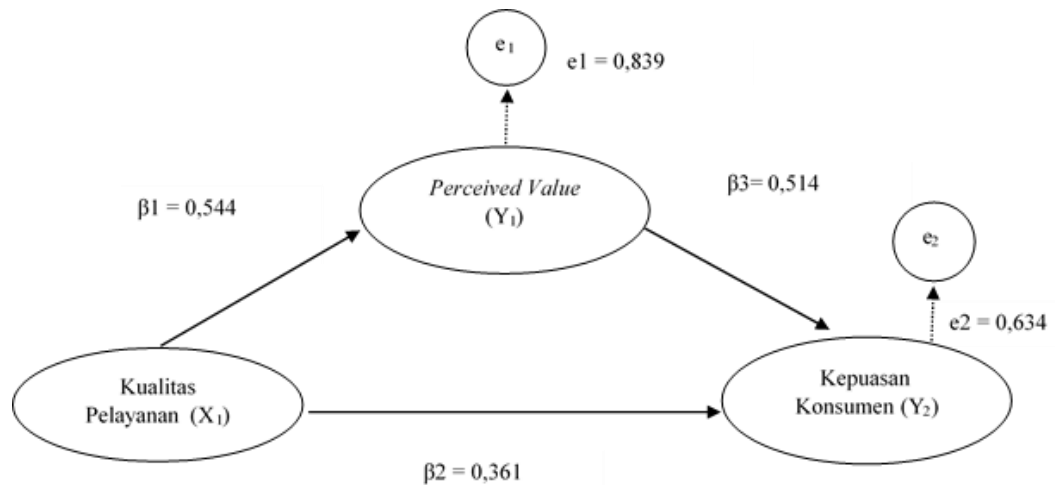 e₁
e1 = 0,839
Perceived Value
(Y₁)
β1 = 0,544
β3= 0,514
e₂
e2 = 0,634
Kualitas
Pelayanan (X₁)
Kepuasan
Konsumen (Y₂)
β2 = 0,361